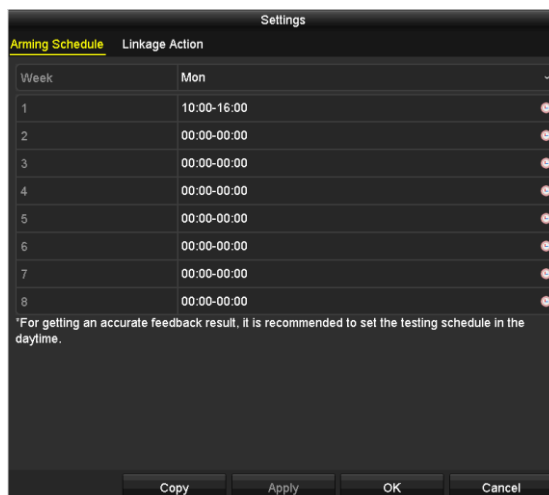 Settings
Arming Schedule Linkage Action
Week Mon
1 10:00-16:00
2 00:00-00:00
3 00:00-00:00
4 00:00-00:00
5 00:00-00:00
6 00:00-00:00
7 00:00-00:00
8 00:00-00:00
*For getting an accurate feedback result, it is recommended to set the testing schedule in the
daytime.
Copy Apply OK Cancel